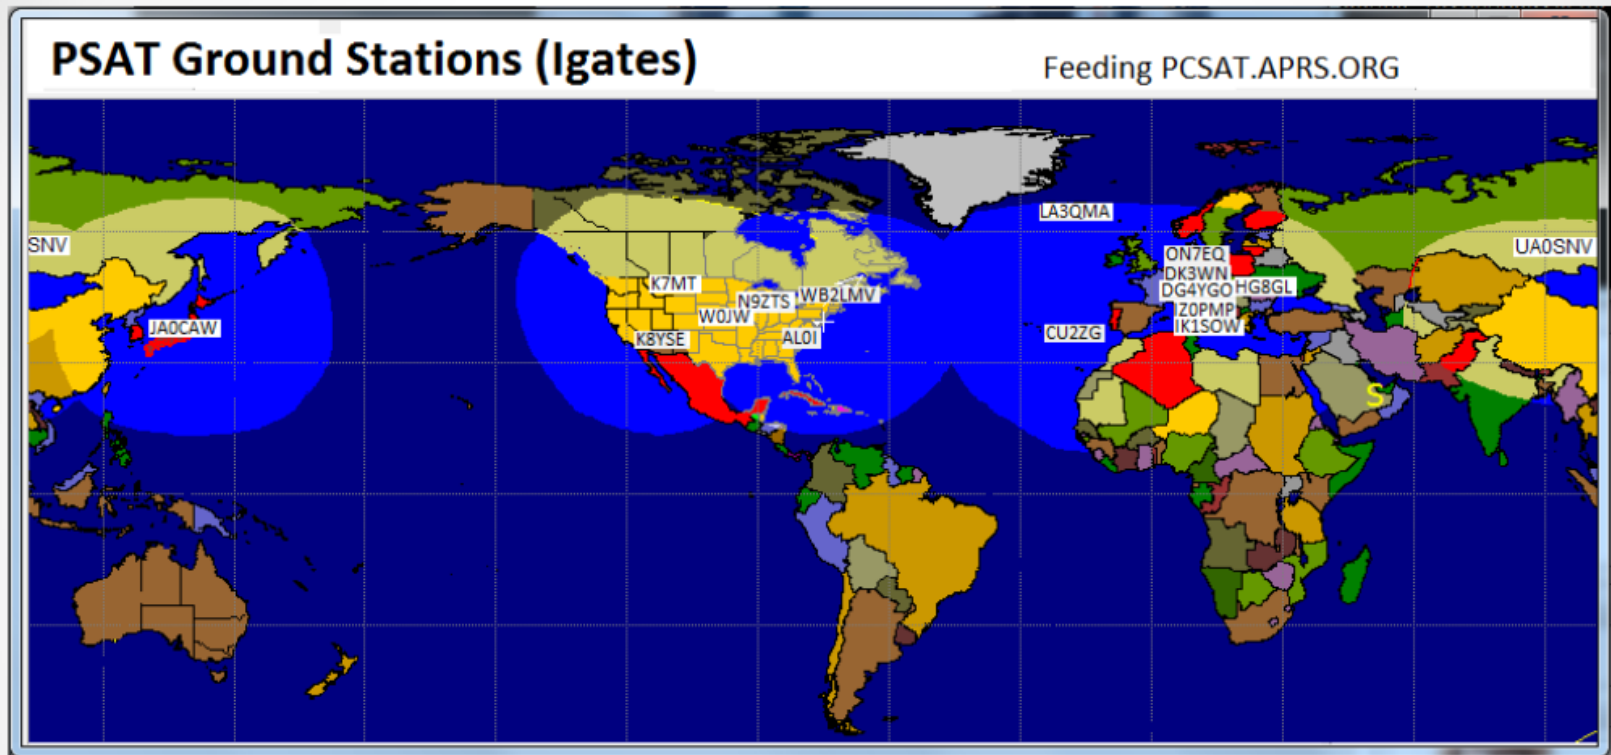 PSAT Ground Stations (Igates)
Feeding PCSAT.APRS.ORG
LA3QMA
SNV
UA0SNV
ON7EQ
DK3WN
DG4YGO
HG8GL
K7MT
N9ZTS
WB2LMV
IZ0PMP
W0JW
JA0CAW
IK1SOW
CU2ZG
K8YSE
AL0I
S